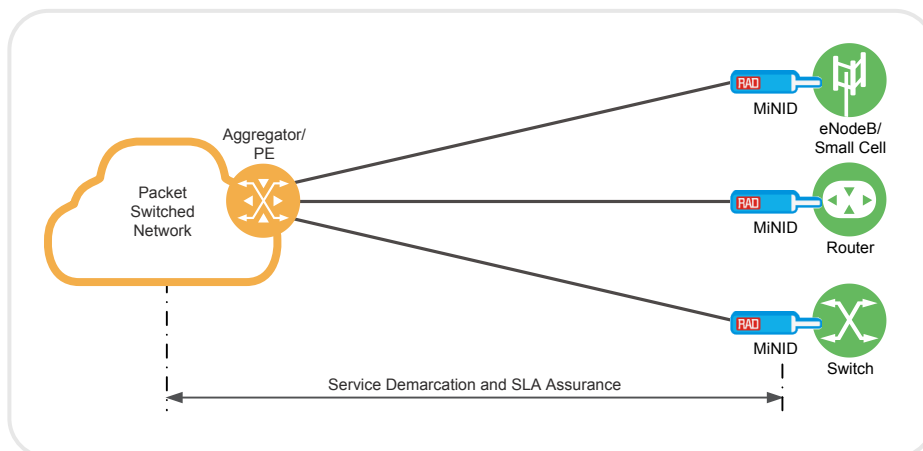 RAD
MiNID
eNodeB/
Small Cell
Aggregator/
PE
Packet
Switched
Network
RAD
MiNID
Router
RAD
MiNID
Switch
Service Demarcation and SLA Assurance